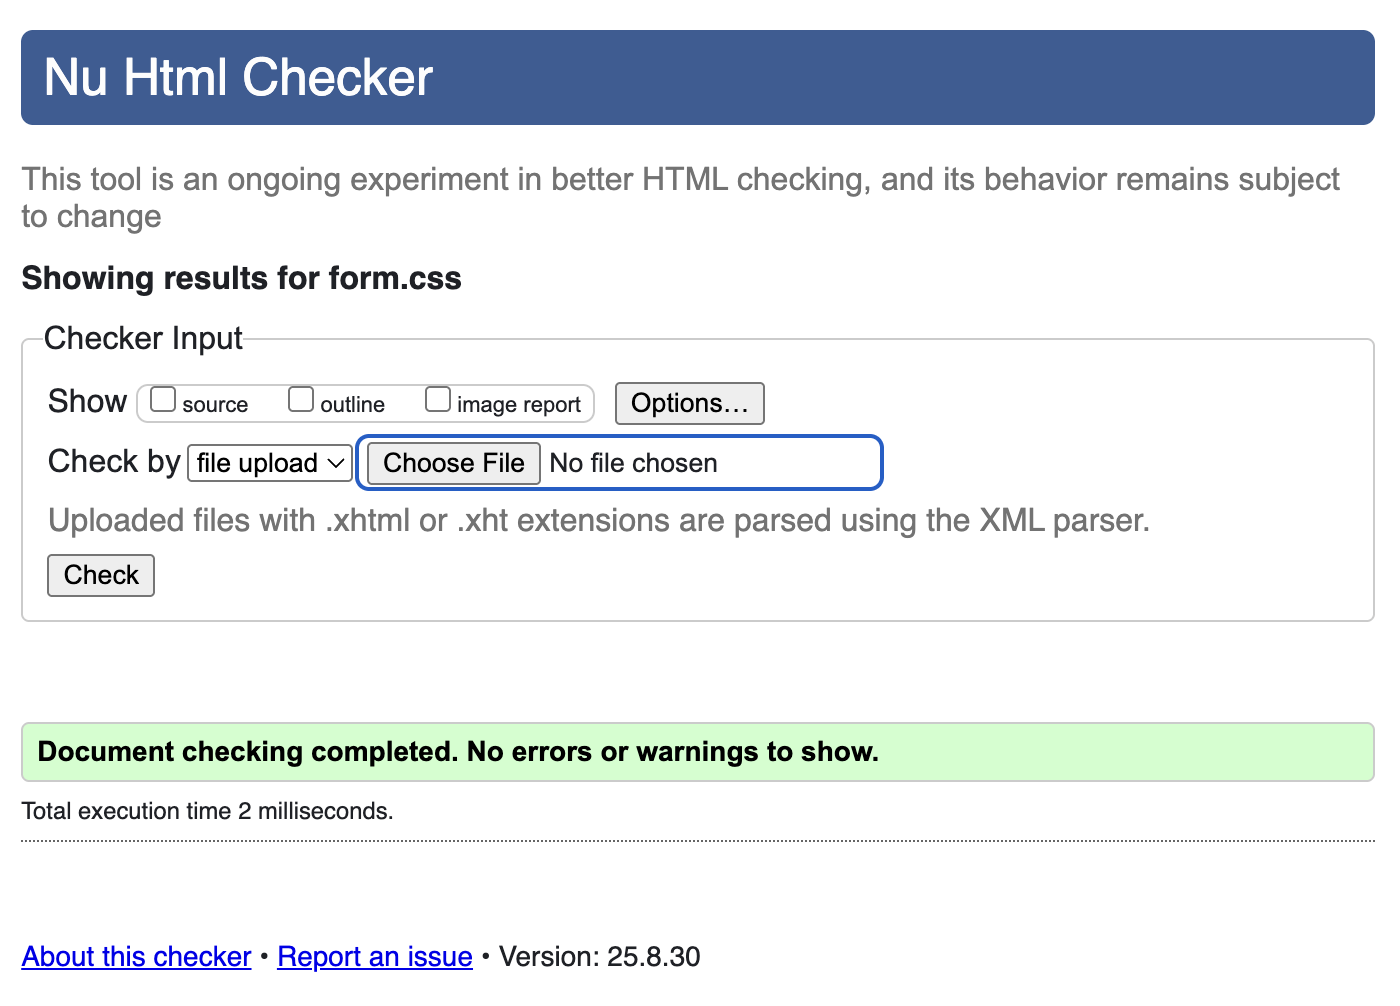 Nu Html Checker
This tool is an ongoing experiment in better HTML checking, and its behavior remains subject
to change
Showing results for form.css
Checker Input
Show source outline image report Options...
Check by file upload Choose File No file chosen
Uploaded files with .xhtml or .xht extensions are parsed using the XML parser.
Check
Document checking completed. No errors or warnings to show.
Total execution time 2 milliseconds.
About this checker • Report an issue • Version: 25.8.30